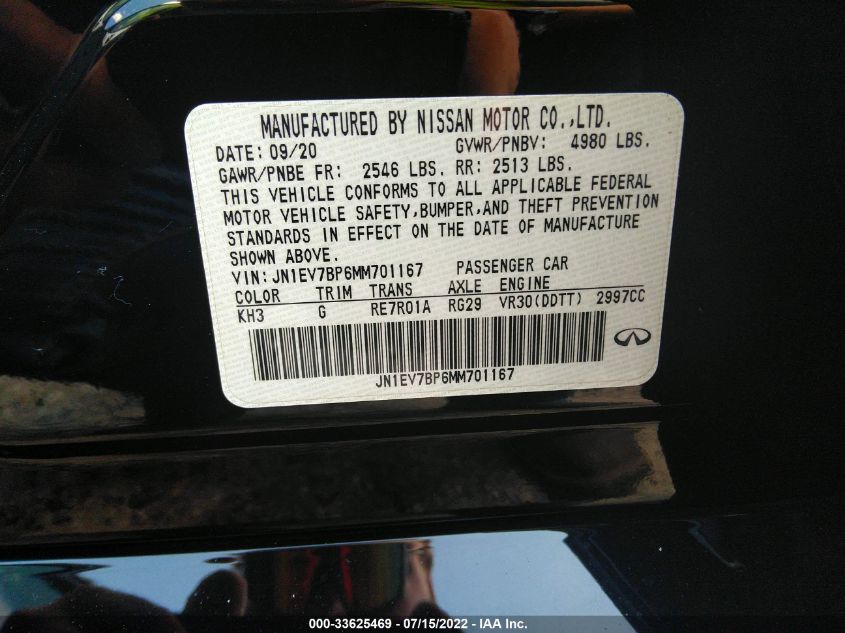 MANUFACTURED BY NISSAN MOTOR CO.,LTD.
DATE: 09/20 GVWR/PNBV: 4980 LBS.
GAWR/PNBE FR: 2546 LBS. RR: 2513 LBS.
THIS VEHICLE CONFORMS TO ALL APPLICABLE FEDERAL
MOTOR VEHICLE SAFETY,BUMPER,AND THEFT PREVENTION
STANDARDS IN EFFECT ON THE DATE OF MANUFACTURE
SHOWN ABOVE.
VIN:JN1EV7BP6MM701167 PASSENGER CAR
COLOR TRIM TRANS AXLE ENGINE
KH3 G RE7R01A RG29 VR30(DDTT) 2997CC
JN1EV7BP6MM701167
000-33625469 - 07/15/2022 - IAA Inc.